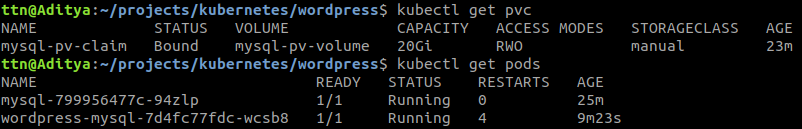 ttn@Aditya:~/projects/kubernetes/wordpress$ kubectl get pvc
NAME STATUS VOLUME CAPACITY ACCESS MODES STORAGECLASS AGE
mysql-pv-claim Bound mysql-pv-volume 20Gi RWO manual 23m
ttn@Aditya:~/projects/kubernetes/wordpress$ kubectl get pods
NAME READY STATUS RESTARTS AGE
mysql-799956477c-94zlp 1/1 Running 0 25m
wordpress-mysql-7d4fc77fdc-wcsb8 1/1 Running 4 9m23s